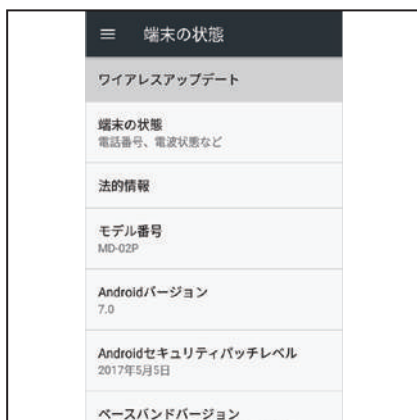 端末の状態
ワイアレスアップデート
端末の状態
電話番号、電波状態など
法的情報
モデル番号
MD-02P
Androidバージョン
7.0
Androidセキュリティパッチレベル
2017年5月5日
ベースバンドバージョン